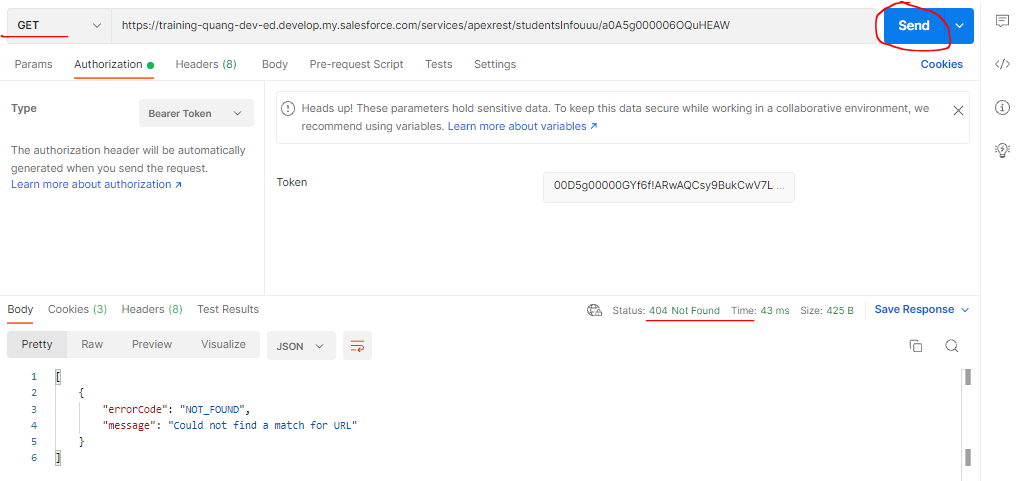 GET
https://training-quang-dev-ed.develop.my.salesforce.com/services/apexrest/studentsInfouuu/a0A5g000006OQuHEAW
Send
Params Authorization Headers (8) Body Pre-request Script Tests Settings Cookies
Type
Bearer Token
The authorization header will be automatically
generated when you send the request.
Learn more about authorization ↗
Heads up! These parameters hold sensitive data. To keep this data secure while working in a collaborative environment, we
recommend using variables. Learn more about variables ↗
Token
00D5g00000GYf6f!ARwAQCsy9BukCwV7L ...
Body Cookies (3) Headers (8) Test Results Status: 404 Not Found Time: 43 ms Size: 425 B Save Response
Pretty Raw Preview Visualize JSON
1 [
2 {
3 "errorCode": "NOT_FOUND",
4 "message": "Could not find a match for URL"
5 }
6 ]